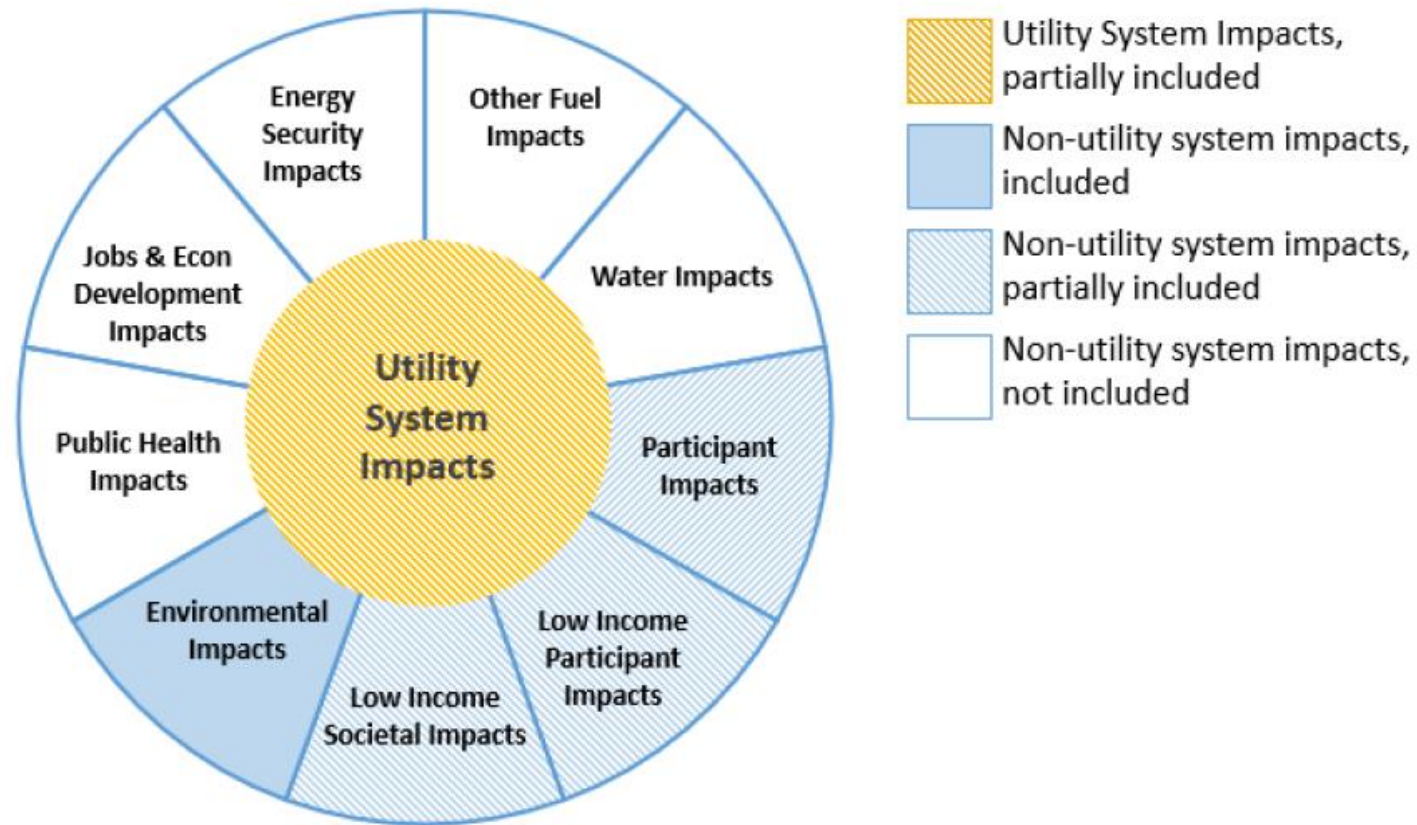 Energy
Security
Impacts
Other Fuel
Impacts
Water Impacts
Participant
Impacts
Low Income
Participant
Impacts
Low Income
Societal Impacts
Environmental
Impacts
Public Health
Impacts
Jobs & Econ
Development
Impacts
Utility
System
Impacts
Utility System Impacts,
partially included
Non-utility system impacts,
included
Non-utility system impacts,
partially included
Non-utility system impacts,
not included